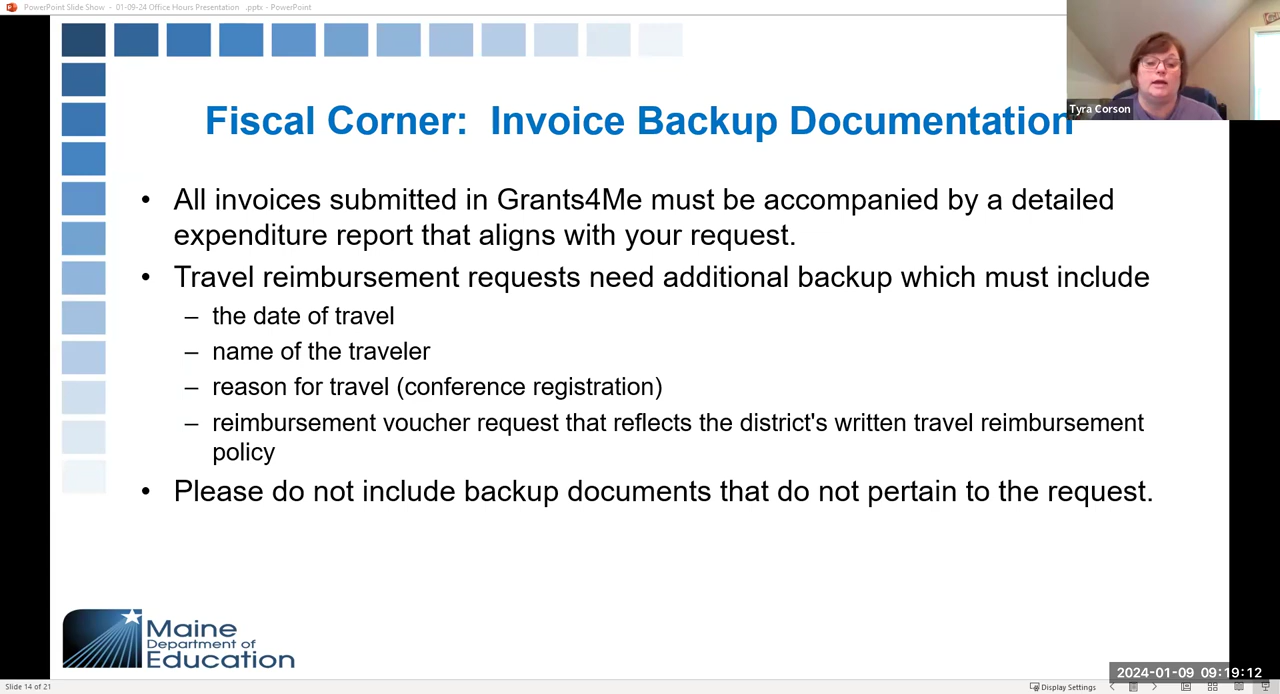 PowerPoint Slide Show - 01-09-24 Office Hours Presentation .pptx - PowerPoint
Tyra Corson
Fiscal Corner: Invoice Backup Documentation
• All invoices submitted in Grants4Me must be accompanied by a detailed
expenditure report that aligns with your request.
• Travel reimbursement requests need additional backup which must include
– the date of travel
– name of the traveler
– reason for travel (conference registration)
– reimbursement voucher request that reflects the district's written travel reimbursement
policy
• Please do not include backup documents that do not pertain to the request.
Maine
Department of
Education
2024-01-09 09:19:12
Slide 14 of 21
Display Settings